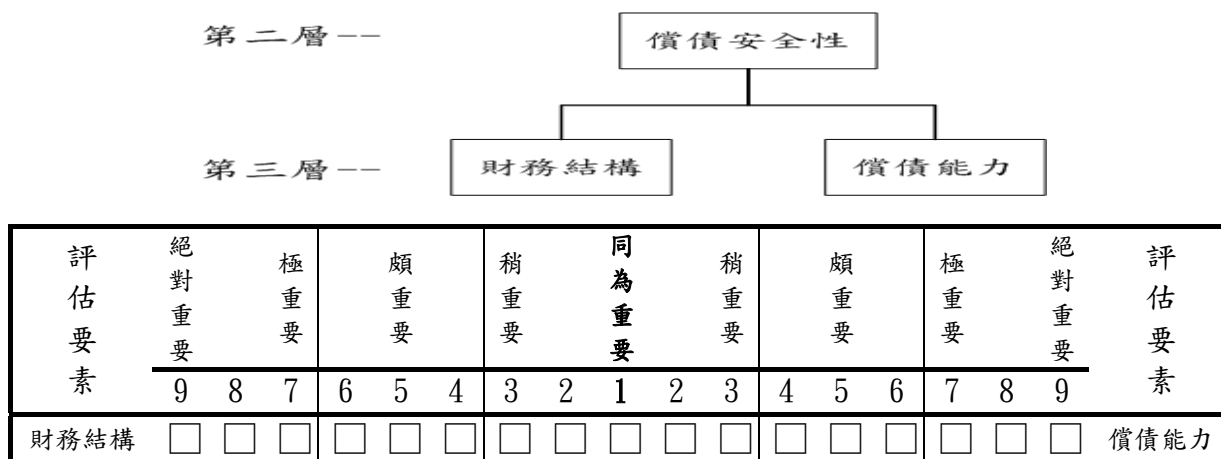 第二層--
償債安全性
第三層--
財務結構
償債能力
評估要素 絕對重要 極重要 頗重要 稍重要 同為重要 稍重要 頗重要 極重要 絕對重要 評估要素
9 8 7 6 5 4 3 2 1 2 3 4 5 6 7 8 9
財務結構 □ □ □ □ □ □ □ □ □ □ □ □ □ □ □ □ □ 償債能力